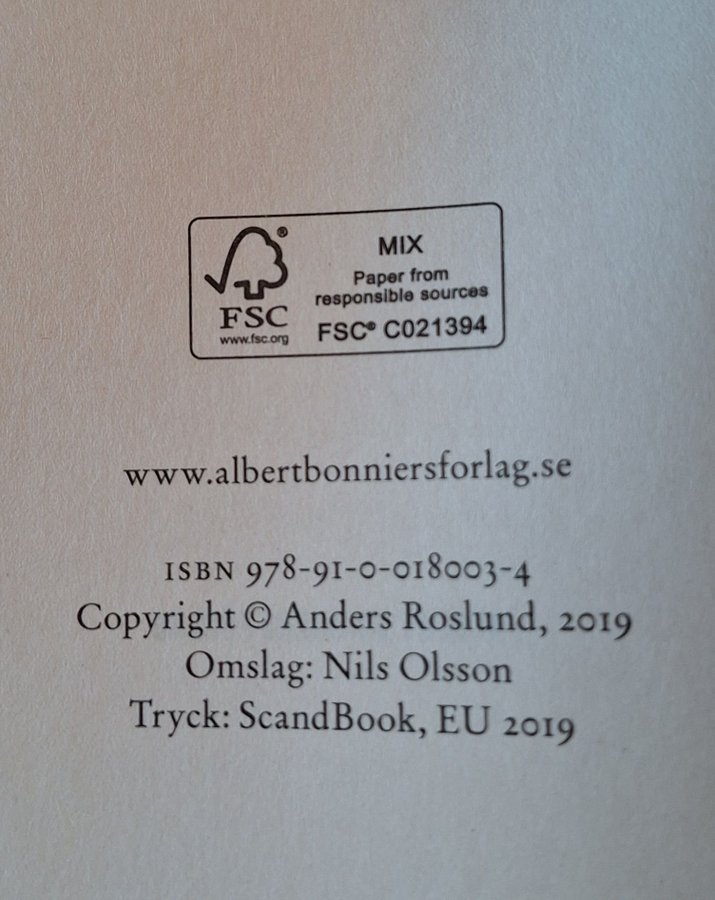 MIX
Paper from
responsible sources
FSC® C021394
®
FSC
www.fsc.org
www.albertbonniersforlag.se
ISBN 978-91-0-018003-4
Copyright © Anders Roslund, 2019
Omslag: Nils Olsson
Tryck: ScandBook, EU 2019